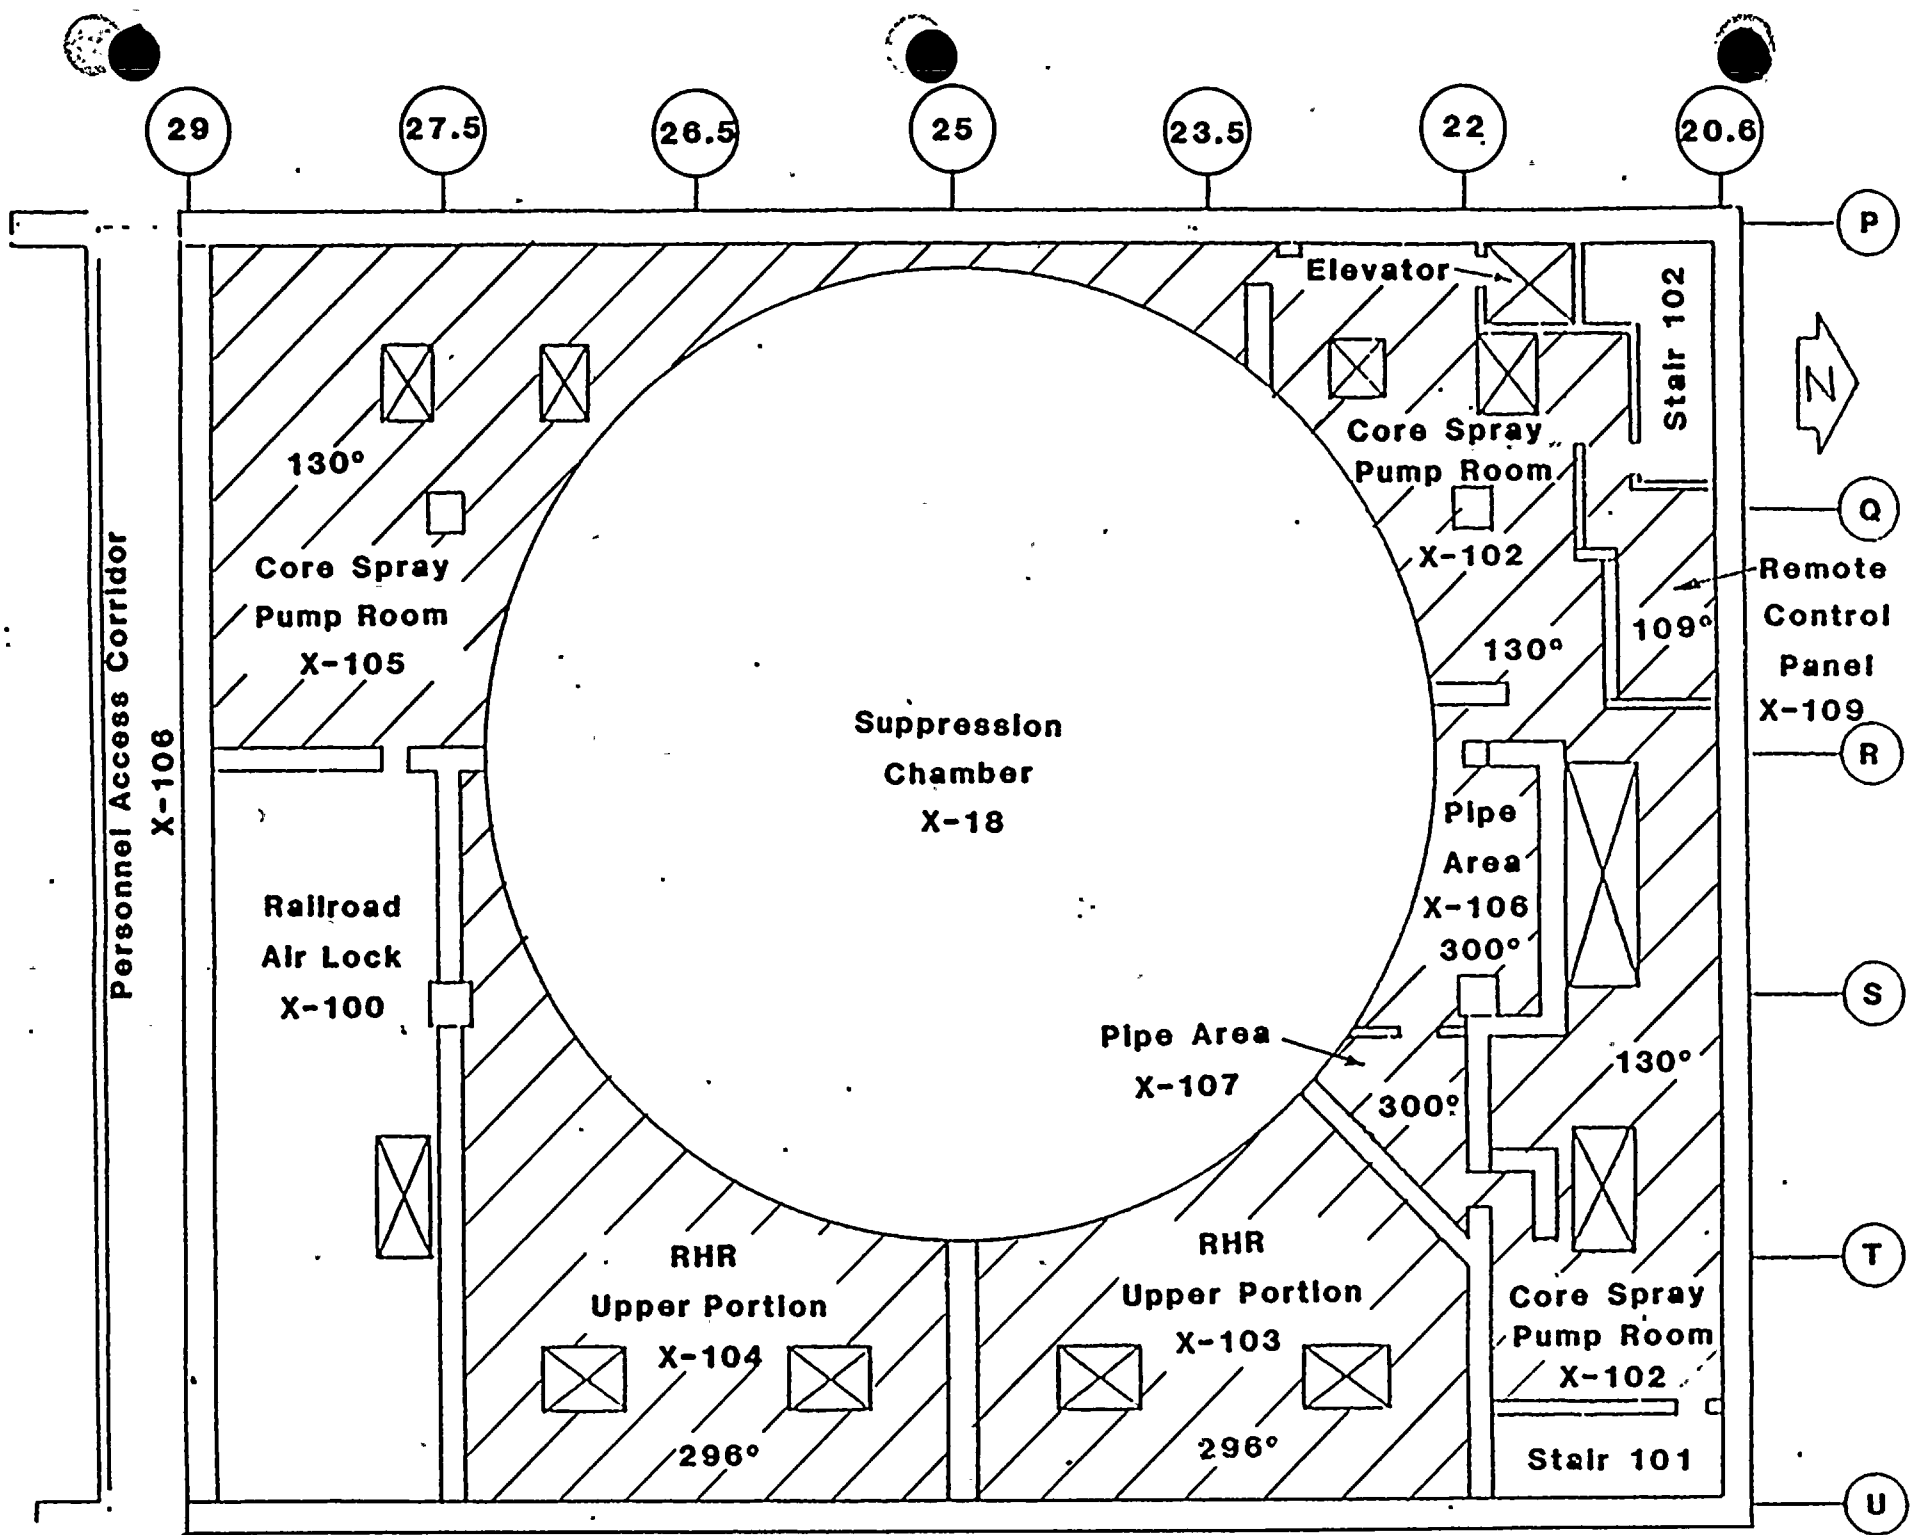 29
27.5
26.5
25
23.5
22
20.6
P
Elevator
Stair 102
N
130°
Core Spray
Pump Room
X-102
Q
Core Spray
Pump Room
X-105
130°
109°
Remote
Control
Panel
X-109
Personnel Access Corridor
X-106
Suppression
Chamber
X-18
R
Pipe
Area
X-106
300°
Railroad
Air Lock
X-100
S
Pipe Area
X-107
300°
130°
RHR
Upper Portion
X-104
296°
RHR
Upper Portion
X-103
296°
T
Core Spray
Pump Room
X-102
Stair 101
U